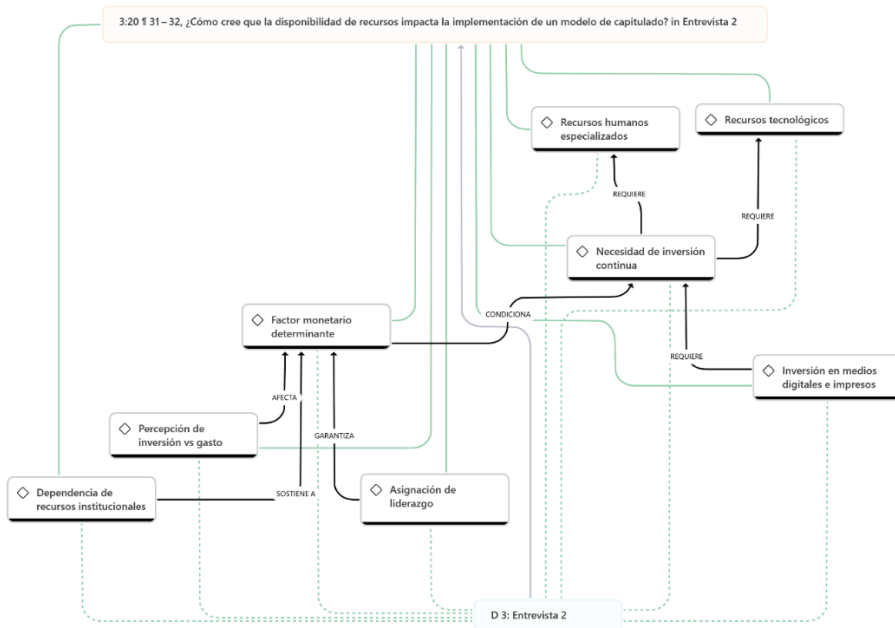 3:20 ¶ 31 – 32, ¿Cómo cree que la disponibilidad de recursos impacta la implementación de un modelo de capitulado? in Entrevista 2
Recursos humanos
especializados
Recursos tecnológicos
REQUIERE
REQUIERE
Necesidad de inversión
continua
Factor monetario
determinante
CONDICIONA
REQUIERE
Inversión en medios
digitales e impresos
AFECTA
Percepción de
inversión vs gasto
GARANTIZA
Dependencia de
recursos institucionales
SOSTIENE A
Asignación de
liderazgo
D 3: Entrevista 2